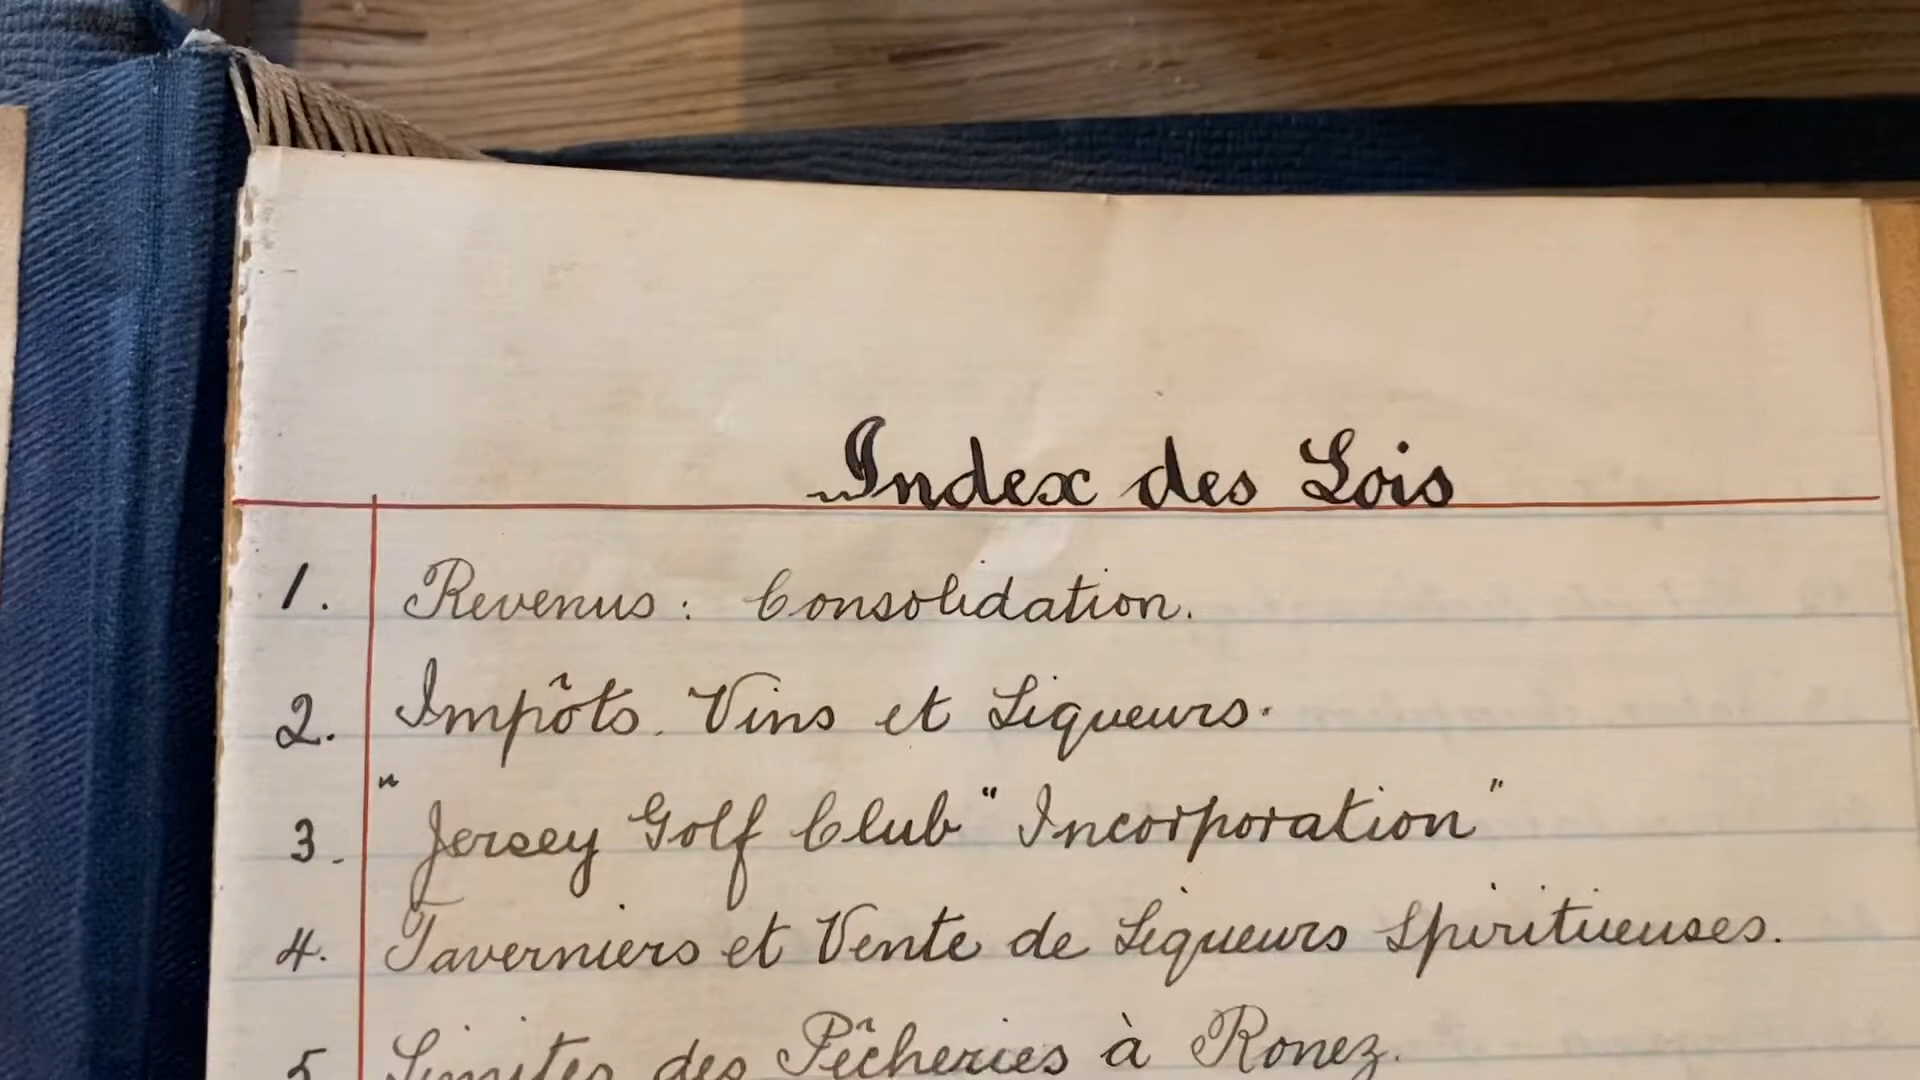 Index des Lois
1. Revenus: Consolidation.
2. Impôts. Vins et Liqueurs.
3. "Jersey Golf Club" Incorporation"
4. Taverniers et Vente de Liqueurs Spiritueuses.
5 Limites des Pêcheries à Ronez.